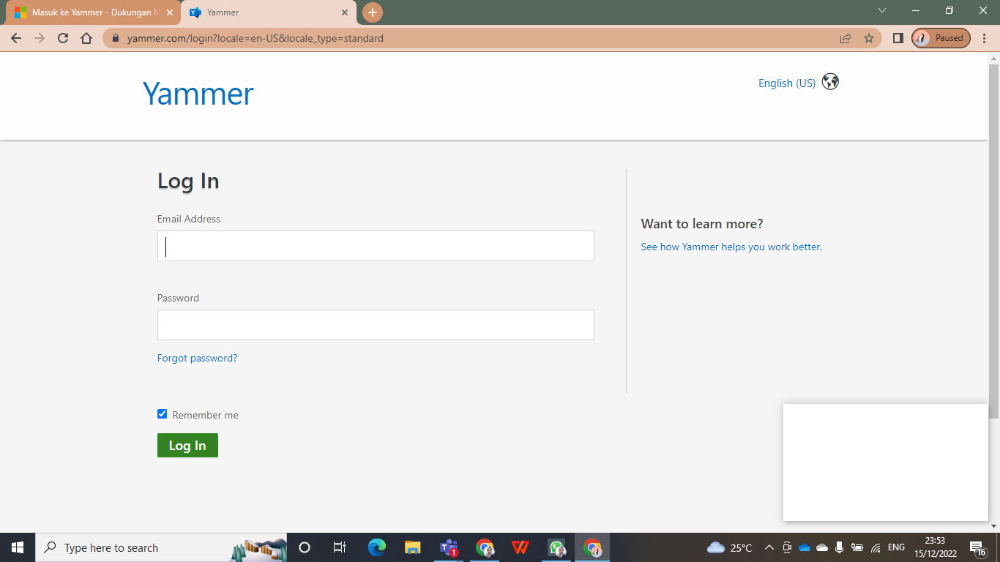 Masuk ke Yammer - Dukungan M
Yammer
yammer.com/login?locale=en-US&locale_type=standard
Paused
Yammer
English (US)
Log In
Email Address
Password
Forgot password?
Remember me
Log In
Want to learn more?
See how Yammer helps you work better.
Type here to search
1
25°C
ENG
23:53
15/12/2022
16